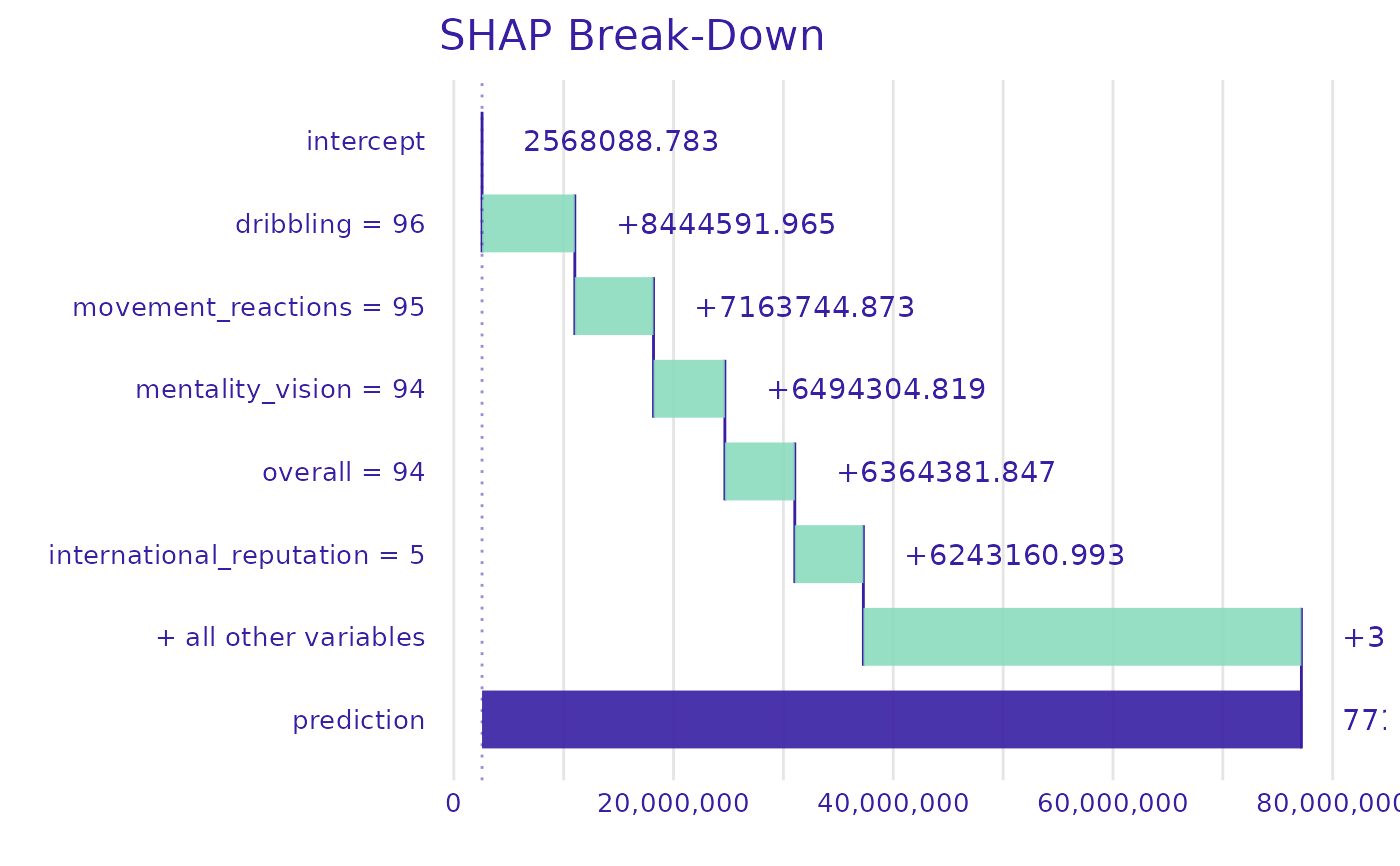 SHAP Break-Down
intercept 2568088.783
dribbling = 96 +8444591.965
movement_reactions = 95 +7163744.873
mentality_vision = 94 +6494304.819
overall = 94 +6364381.847
international_reputation = 5 +6243160.993
+ all other variables +3
prediction
0 20,000,000 40,000,000 60,000,000